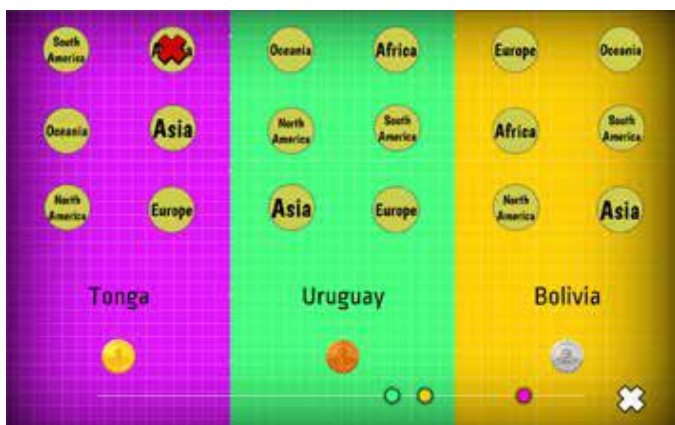 South
America
Oceania
Africa
Europe
Oceania
Oceania
Asia
North
America
South
America
Africa
South
America
North
America
Europe
Asia
Europe
North
America
Asia
Tonga
Uruguay
Bolivia